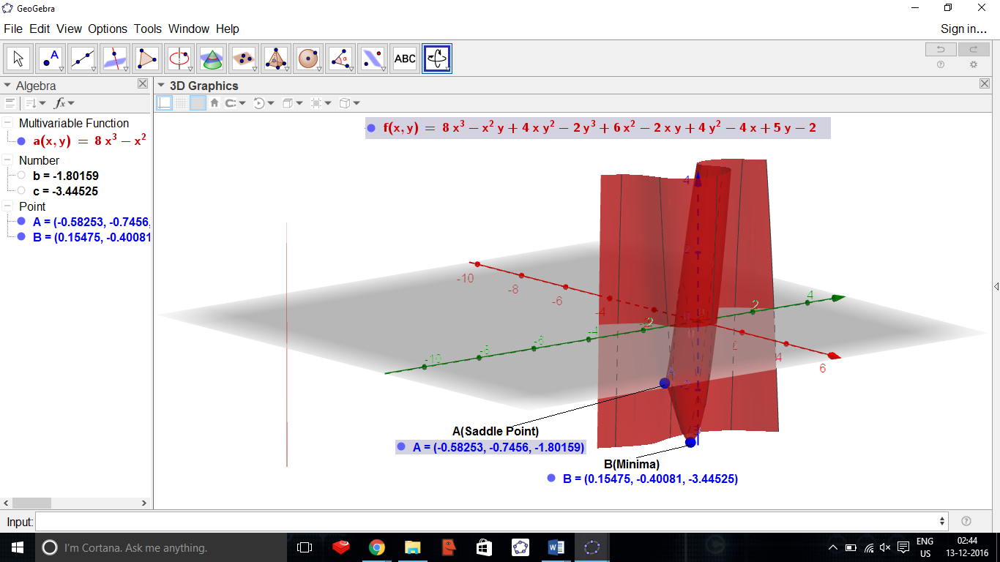 GeoGebra
File Edit View Options Tools Window Help
Sign in...
A
ABC
Algebra
3D Graphics
fx
Multivariable Function
a(x, y) = 8 x³ − x²
Number
b = -1.80159
c = -3.44525
Point
A = (-0.58253, -0.7456,
B = (0.15475, -0.40081
f(x, y) = 8 x³ − x² y + 4 x y² − 2 y³ + 6 x² − 2 x y + 4 y² − 4 x + 5 y − 2
4
2
-10
-8
-6
-4
4
2
-2
-4
-6
-8
-10
0
4
6
-2
A(Saddle Point)
A = (-0.58253, -0.7456, -1.80159)
B(Minima)
B = (0.15475, -0.40081, -3.44525)
Input:
I'm Cortana. Ask me anything.
ENG
US
02:44
13-12-2016